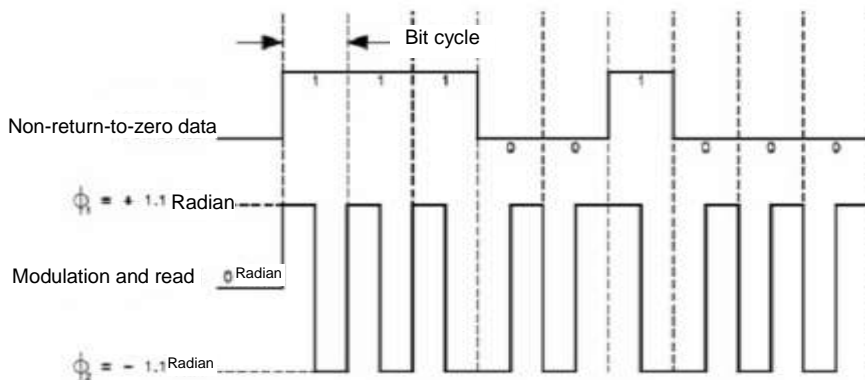 Bit cycle
1 1 1 1
Non-return-to-zero data
0 0 0 0 0
ϕ₁ = + 1.1 Radian
Modulation and read 0 Radian
ϕ₂ = - 1.1 Radian